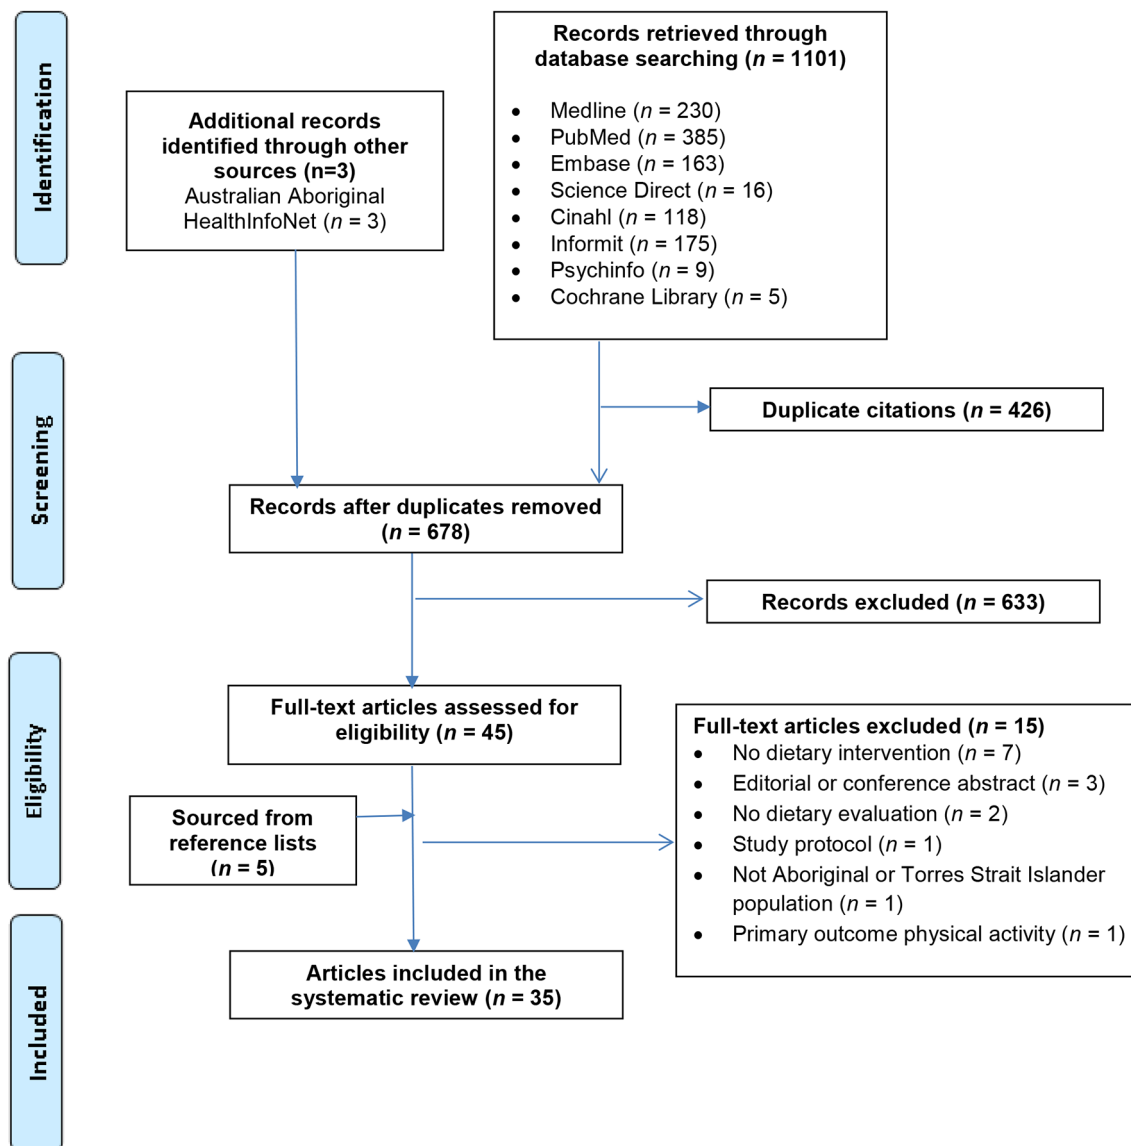 Identification
Records retrieved through
database searching (n = 1101)
• Medline (n = 230)
• PubMed (n = 385)
• Embase (n = 163)
• Science Direct (n = 16)
• Cinahl (n = 118)
• Informit (n = 175)
• Psychinfo (n = 9)
• Cochrane Library (n = 5)
Additional records
identified through other
sources (n=3)
Australian Aboriginal
HealthInfoNet (n = 3)
Screening
Duplicate citations (n = 426)
Records after duplicates removed
(n = 678)
Records excluded (n = 633)
Eligibility
Full-text articles assessed for
eligibility (n = 45)
Full-text articles excluded (n = 15)
• No dietary intervention (n = 7)
• Editorial or conference abstract (n = 3)
• No dietary evaluation (n = 2)
• Study protocol (n = 1)
• Not Aboriginal or Torres Strait Islander
population (n = 1)
• Primary outcome physical activity (n = 1)
Sourced from
reference lists
(n = 5)
Included
Articles included in the
systematic review (n = 35)